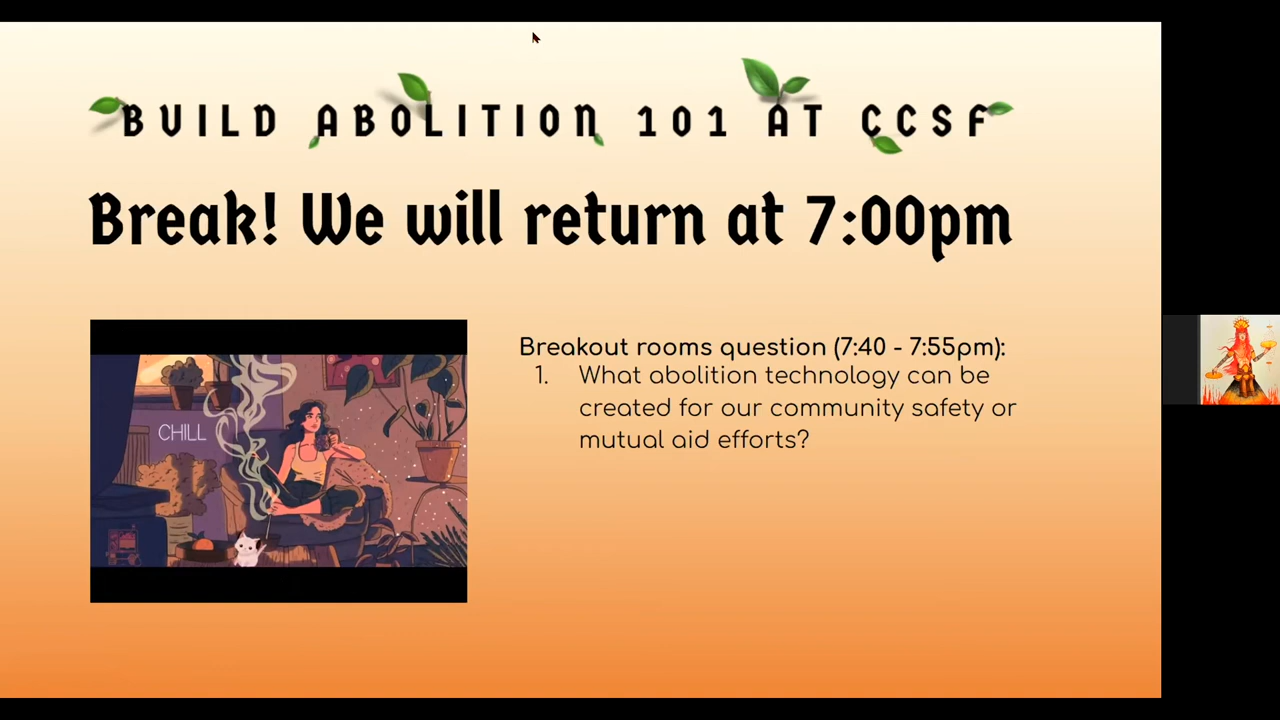 BUILD ABOLITION 101 AT CCSF
Break! We will return at 7:00pm
CHILL
Breakout rooms question (7:40 - 7:55pm):
1. What abolition technology can be
created for our community safety or
mutual aid efforts?